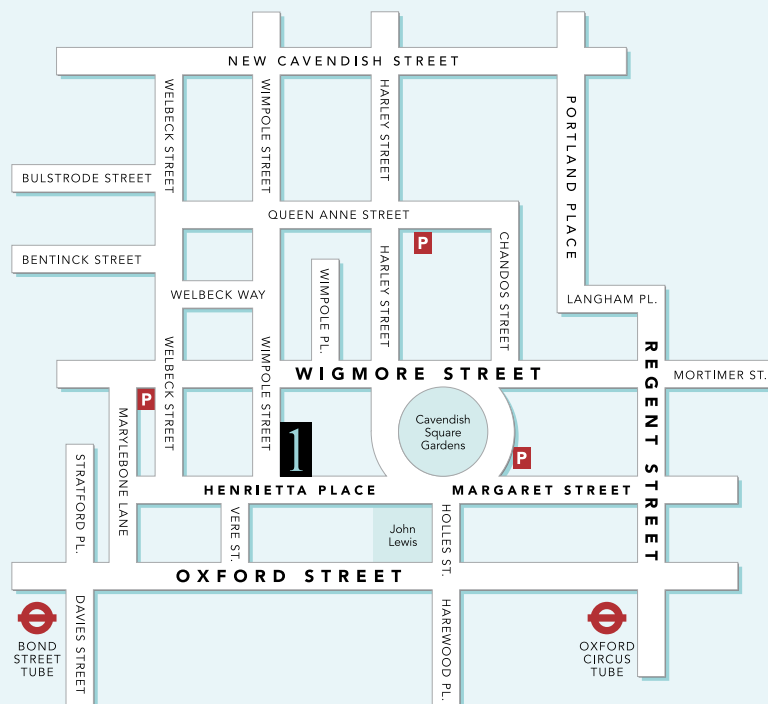 NEW CAVENDISH STREET
WELBECK STREET
WIMPOLE STREET
HARLEY STREET
PORTLAND PLACE
BULSTRODE STREET
QUEEN ANNE STREET
P
BENTINCK STREET
HARLEY STREET
CHANDOS STREET
WELBECK WAY
WIMPOLE PL.
LANGHAM PL.
WELBECK STREET
WIMPOLE STREET
WIGMORE STREET
REGENT STREET
MORTIMER ST.
P
MARYLEBONE LANE
Cavendish
Square
Gardens
1
P
STRATFORD PL.
HENRIETTA PLACE
MARGARET STREET
VERE ST.
John
Lewis
HOLLES ST.
OXFORD STREET
DAVIES STREET
HAREWOOD PL.
BOND
STREET
TUBE
OXFORD
CIRCUS
TUBE